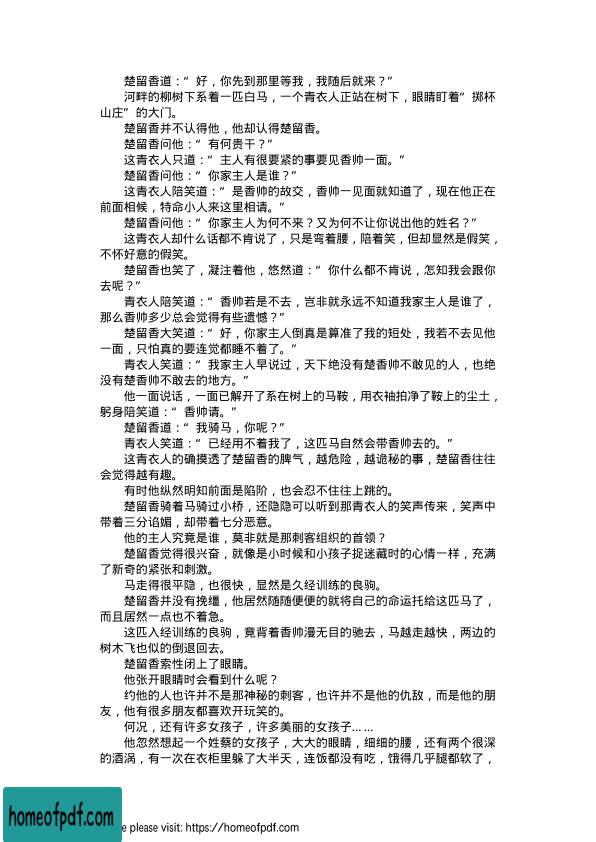 楚留香道：“好，你先到那里等我，我随后就来？”
河畔的柳树下系着一匹白马，一个青衣人正站在树下，眼睛盯着“掷杯
山庄”的大门。
楚留香并不认得他，他却认得楚留香。
楚留香问他：“有何贵干？”
这青衣人只道：“主人有很要紧的事要见香帅一面。”
楚留香问他：“你家主人是谁？”
这青衣人陪笑道：“是香帅的故交，香帅一见面就知道了，现在他正在
前面相候，特命小人来这里相请。”
楚留香问他：“你家主人为何不来？又为何不让你说出他的姓名？”
这青衣人却什么话都不肯说了，只是弯着腰，陪着笑，但却显然是假笑，
不怀好意的假笑。
楚留香也笑了，凝注着他，悠然道：“你什么都不肯说，怎知我会跟你
去呢？”
青衣人陪笑道：“香帅若是不去，岂非就永远不知道我家主人是谁了，
那么香帅多少总会觉得有些遗憾？”
楚留香大笑道：“好，你家主人倒真是算准了我的短处，我若不去见他
一面，只怕真的要连觉都睡不着了。”
青衣人笑道：“我家主人早说过，天下绝没有楚香帅不敢见的人，也绝
没有楚香帅不敢去的地方。”
他一面说话，一面已解开了系在树上的马鞍，用衣袖拍净了鞍上的尘土，
躬身陪笑道：“香帅请。”
楚留香道：“我骑马，你呢？”
青衣人笑道：“已经用不着我了，这匹马自然会带香帅去的。”
这青衣人的确摸透了楚留香的脾气，越危险，越诡秘的事，楚留香往往
会觉得越有趣。
有时他纵然明知前面是陷阶，也会忍不住往上跳的。
楚留香骑着马骑过小桥，还隐隐可以听到那青衣人的笑声传来，笑声中
带着三分谄媚，却带着七分恶意。
他的主人究竟是谁，莫非就是那刺客组织的首领？
楚留香觉得很兴奋，就像是小时候和小孩子捉迷藏时的心情一样，充满
了新奇的紧张和刺激。
马走得很平隐，也很快，显然是久经训练的良驹。
楚留香并没有挽缰，他居然随随便便的就将自己的命运托给这匹马了，
而且居然一点也不着急。
这匹入经训练的良驹，竟背着香帅漫无目的驰去，马越走越快，两边的
树木飞也似的倒退回去。
楚留香索性闭上了眼睛。
他张开眼睛时会看到什么呢？
约他的人也许并不是那神秘的刺客，也许并不是他的仇敌，而是他的朋
友，他有很多朋友都喜欢开玩笑的。
何况，还有许多女孩子，许多美丽的女孩子……
他忽然想起一个姓蔡的女孩子，大大的眼睛，细细的腰，还有两个很深
的酒涡，有一次在衣柜里躲了大半天，连饭都没有吃，饿得几乎腿都软了，
homeofpdf.com
e please visit: https://homeofpdf.com